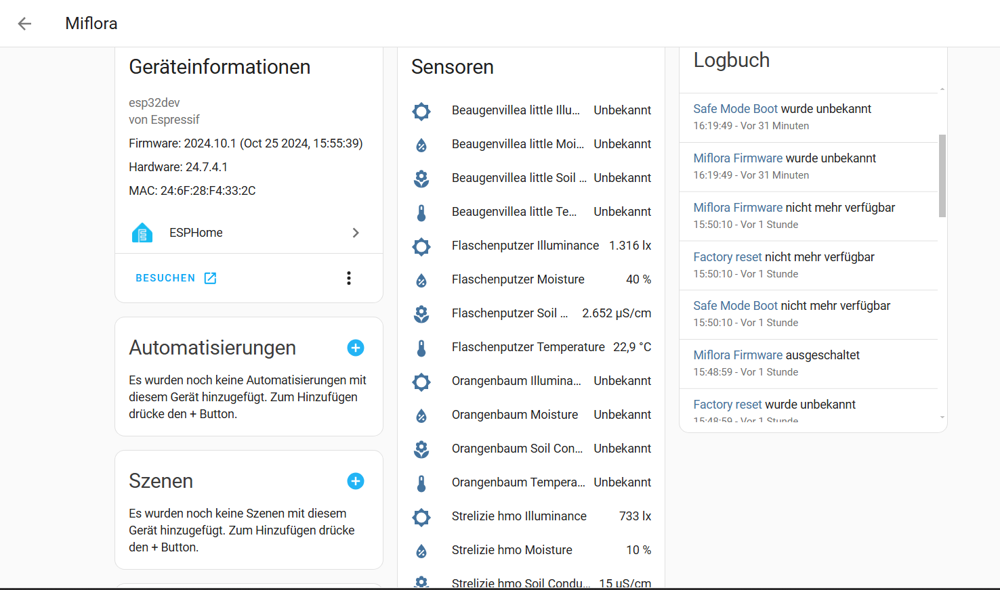 Miflora
Geräteinformationen
esp32dev
von Espressif
Firmware: 2024.10.1 (Oct 25 2024, 15:55:39)
Hardware: 24.7.4.1
MAC: 24:6F:28:F4:33:2C
ESPHome
BESUCHEN
Automatisierungen
Es wurden noch keine Automatisierungen mit
diesem Gerät hinzugefügt. Zum Hinzufügen
drücke den + Button.
Szenen
Es wurden noch keine Szenen mit diesem
Gerät hinzugefügt. Zum Hinzufügen drücke
den + Button.
Sensoren
Beaugenvillea little Illu... Unbekannt
Beaugenvillea little Moi... Unbekannt
Beaugenvillea little Soil ... Unbekannt
Beaugenvillea little Te... Unbekannt
Flaschenputzer Illuminance 1.316 lx
Flaschenputzer Moisture 40 %
Flaschenputzer Soil ... 2.652 µS/cm
Flaschenputzer Temperature 22,9 °C
Orangenbaum Illumina... Unbekannt
Orangenbaum Moisture Unbekannt
Orangenbaum Soil Con... Unbekannt
Orangenbaum Tempera... Unbekannt
Strelizie hmo Illuminance 733 lx
Strelizie hmo Moisture 10 %
Strelizie hmo Soil Condu... 15 µS/cm
Logbuch
Safe Mode Boot wurde unbekannt
16:19:49 - Vor 31 Minuten
Miflora Firmware wurde unbekannt
16:19:49 - Vor 31 Minuten
Miflora Firmware nicht mehr verfügbar
15:50:10 - Vor 1 Stunde
Factory reset nicht mehr verfügbar
15:50:10 - Vor 1 Stunde
Safe Mode Boot nicht mehr verfügbar
15:50:10 - Vor 1 Stunde
Miflora Firmware ausgeschaltet
15:48:59 - Vor 1 Stunde
Factory reset wurde unbekannt
15:48:59 - Vor 1 Stunde